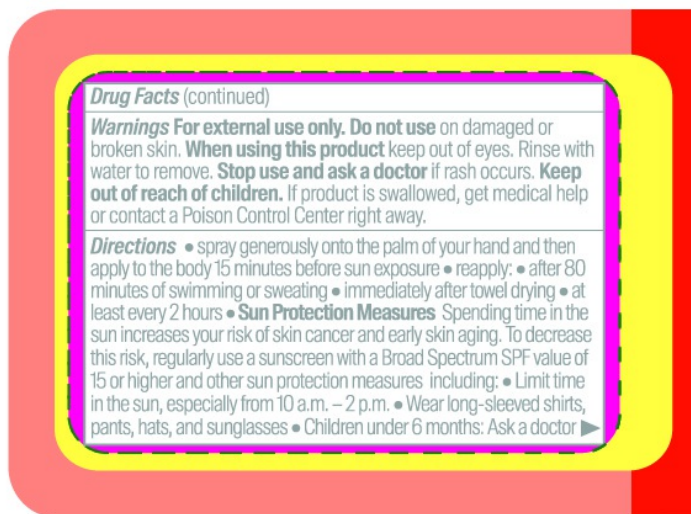 Drug Facts (continued)
Warnings For external use only. Do not use on damaged or
broken skin. When using this product keep out of eyes. Rinse with
water to remove. Stop use and ask a doctor if rash occurs. Keep
out of reach of children. If product is swallowed, get medical help
or contact a Poison Control Center right away.
Directions • spray generously onto the palm of your hand and then
apply to the body 15 minutes before sun exposure • reapply: • after 80
minutes of swimming or sweating • immediately after towel drying • at
least every 2 hours • Sun Protection Measures Spending time in the
sun increases your risk of skin cancer and early skin aging. To decrease
this risk, regularly use a sunscreen with a Broad Spectrum SPF value of
15 or higher and other sun protection measures including: • Limit time
in the sun, especially from 10 a.m. – 2 p.m. • Wear long-sleeved shirts,
pants, hats, and sunglasses • Children under 6 months: Ask a doctor ▶